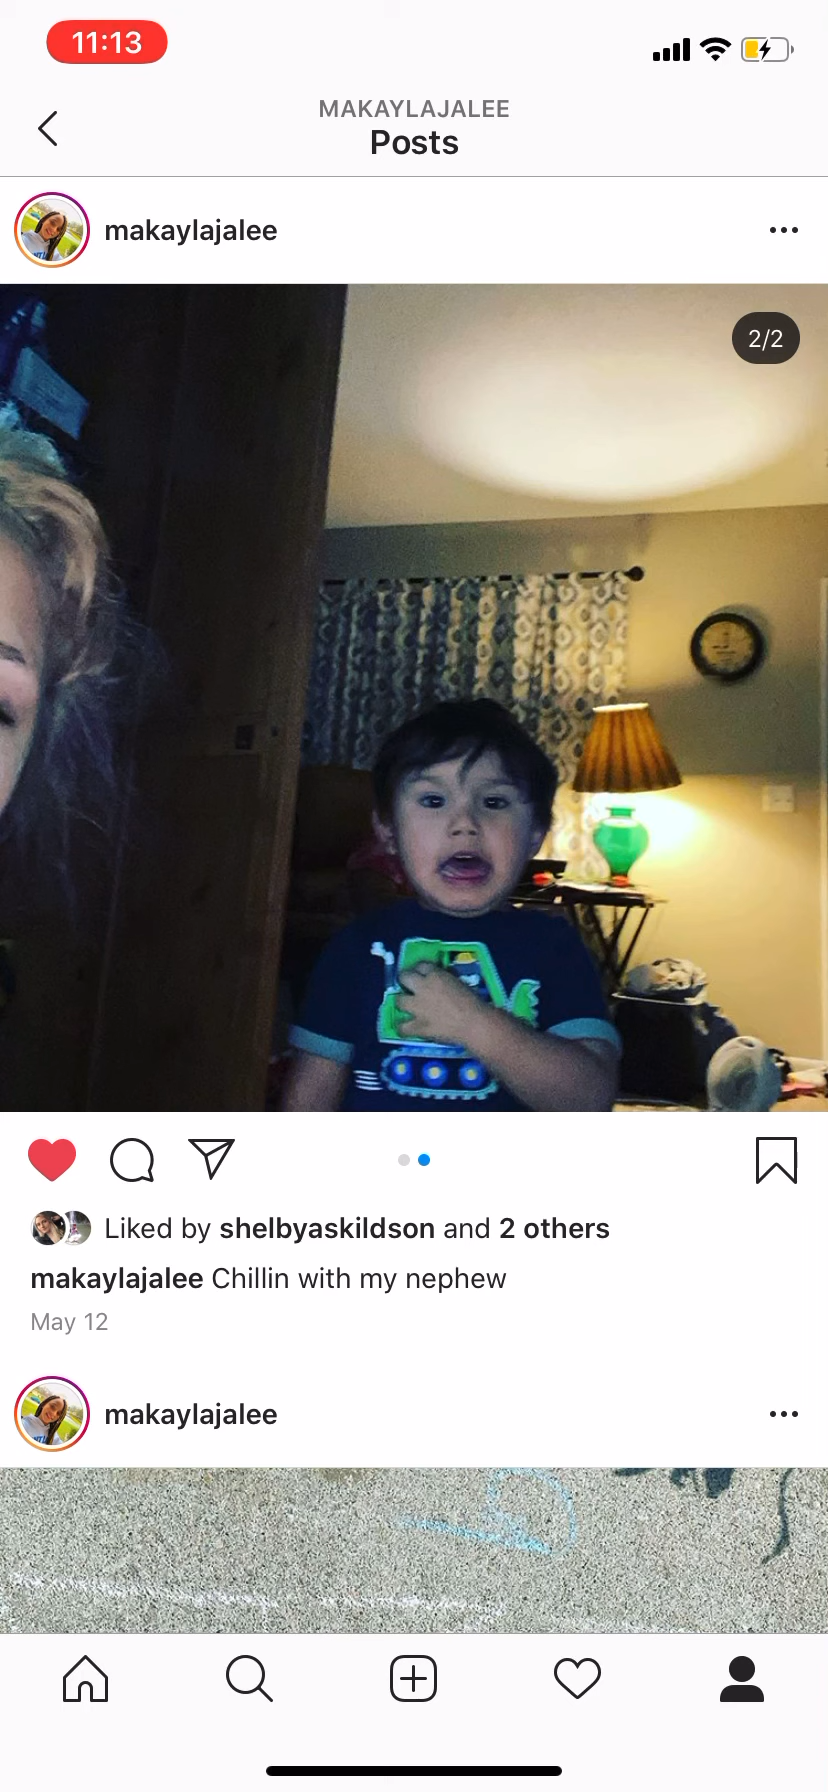 11:13
MAKAYLAJALEE
Posts
makaylajalee
2/2
Liked by shelbyaskildson and 2 others
makaylajalee Chillin with my nephew
May 12
makaylajalee